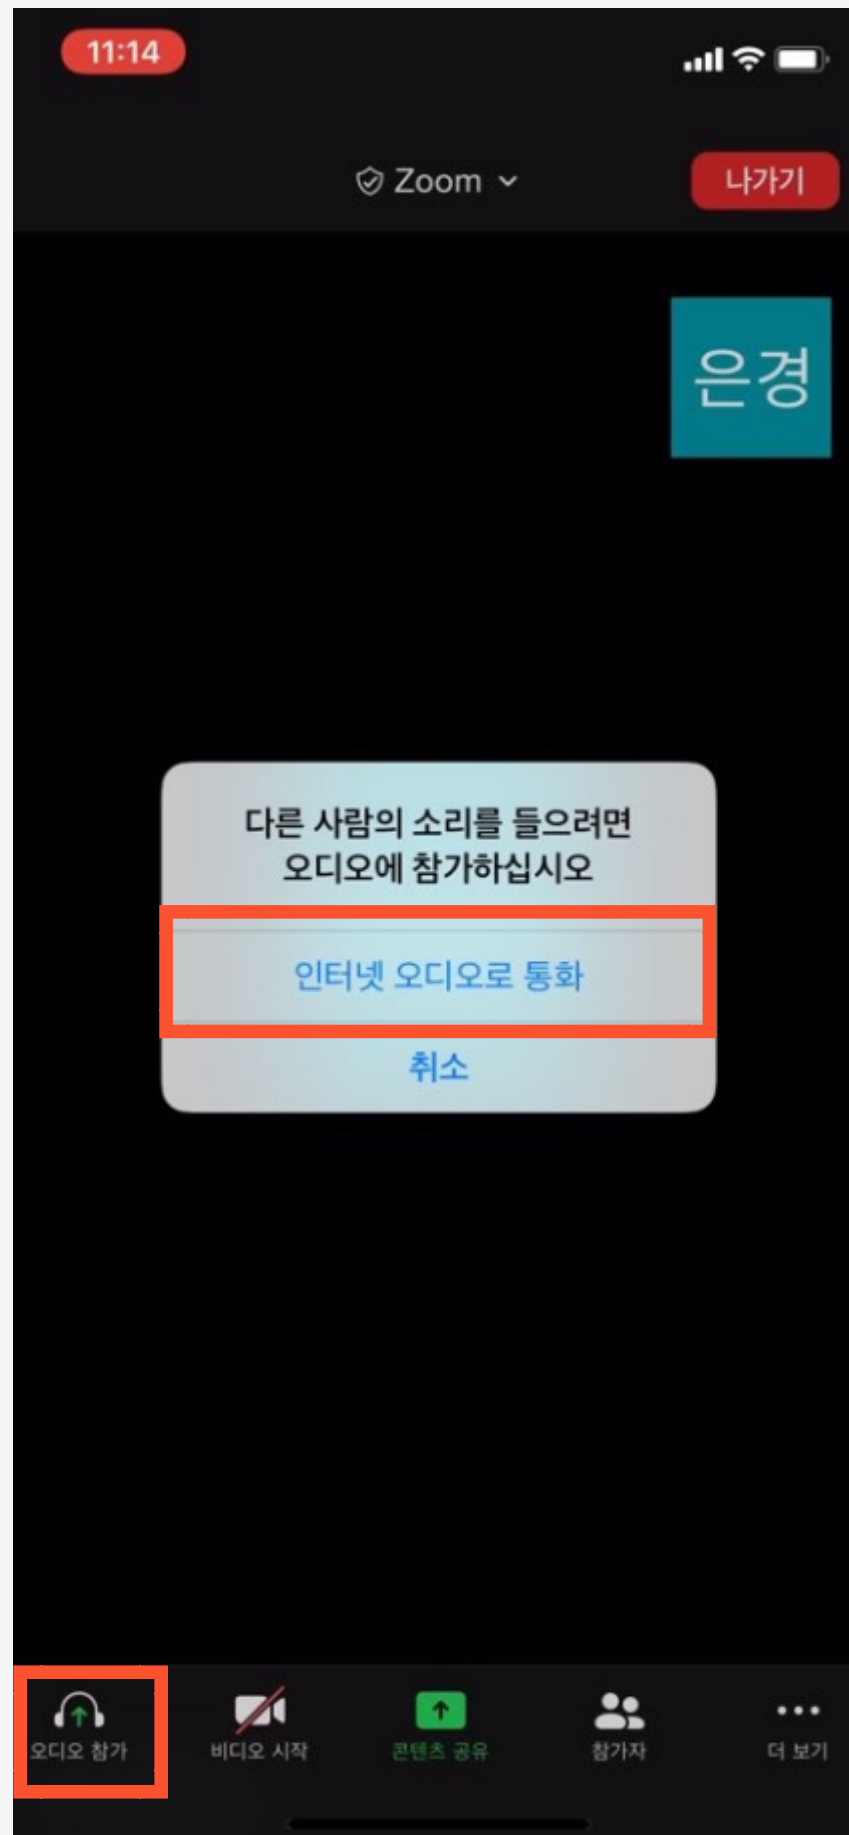 11:14
Zoom
나가기
은경
다른 사람의 소리를 들으려면
오디오에 참가하십시오
인터넷 오디오로 통화
취소
오디오 참가
비디오 시작
콘텐츠 공유
참가자
더 보기